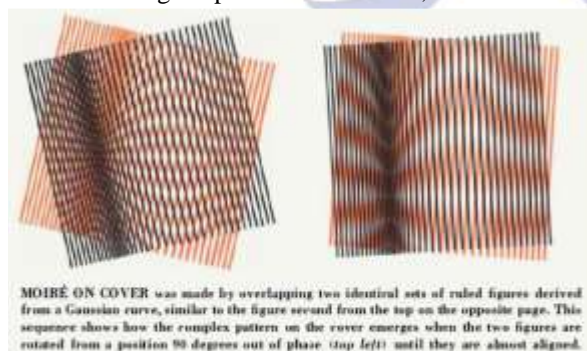 MOIRÉ ON COVER was made by overlapping two identical sets of ruled figures derived
from a Gaussian curve, similar to the figure second from the top on the opposite page. This
sequence shows how the complex pattern on the cover emerges when the two figures are
rotated from a position 90 degrees out of phase (top left) until they are almost aligned.